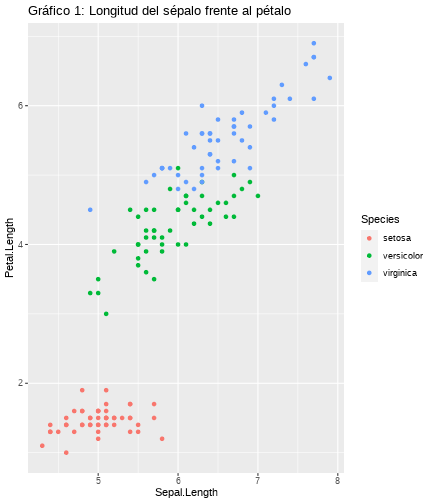 Gráfico 1: Longitud del sépalo frente al pétalo
6
4
2
Petal.Length
5 6 7 8
Sepal.Length
Species
setosa
versicolor
virginica